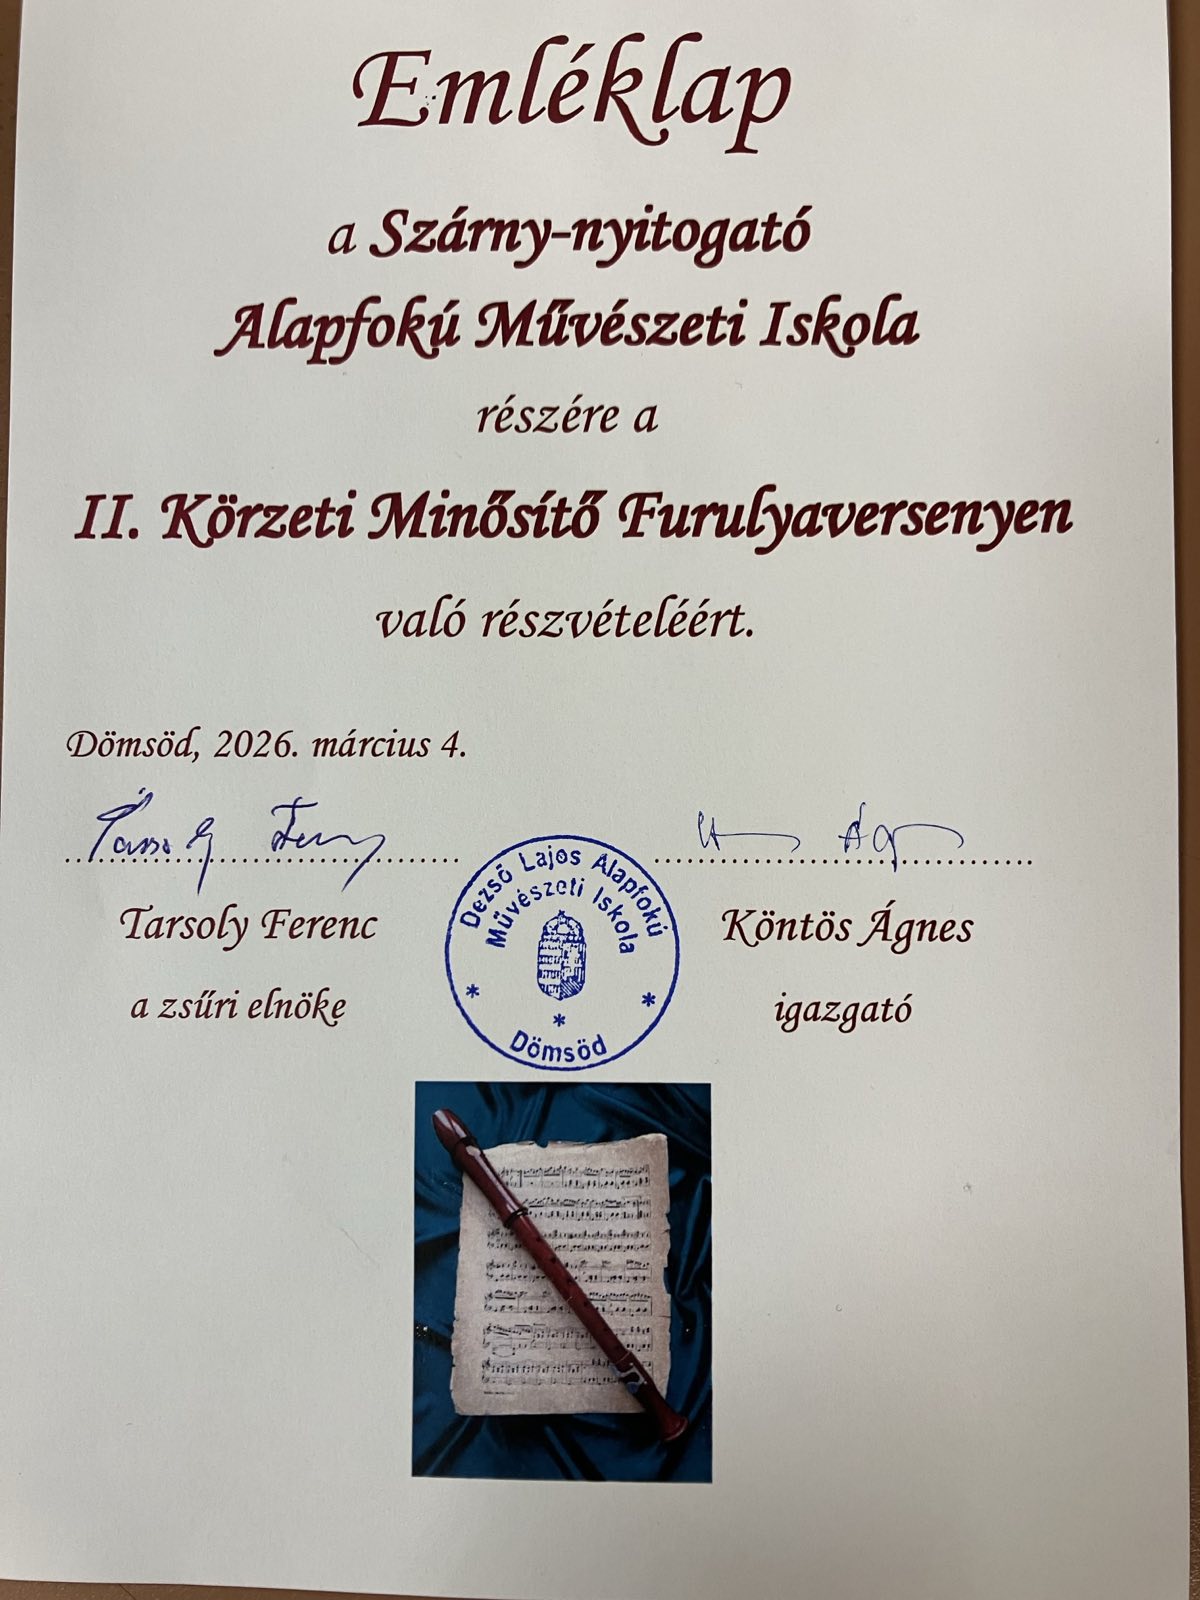 Emléklap
a Szárny-nyitogató
Alapfokú Művészeti Iskola
részére a
II. Körzeti Minősítő Furulyaversenyen
való részvételéért.
Dömsöd, 2026. március 4.
Tarsoly Ferenc
a zsűri elnöke
Dezső Lajos Alapfokú
Művészeti Iskola
Dömsöd
Köntös Ágnes
igazgató